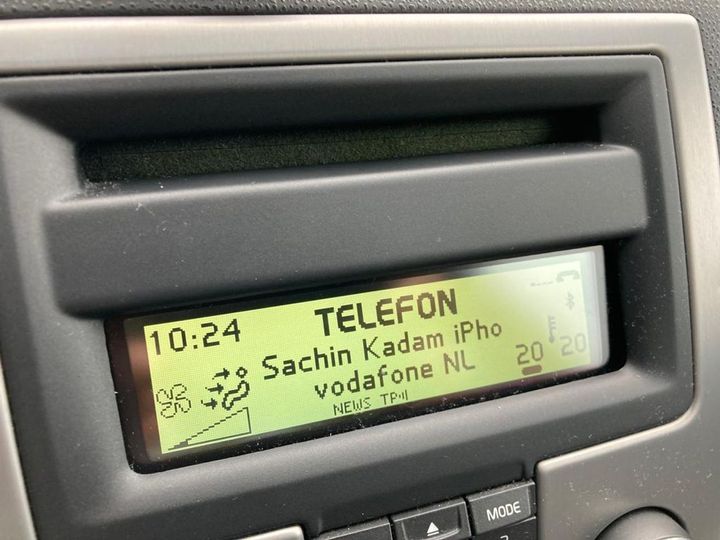 TELEFON
10:24
Sachin Kadam iPho
vodafone NL
20 20
NEWS TP
MODE